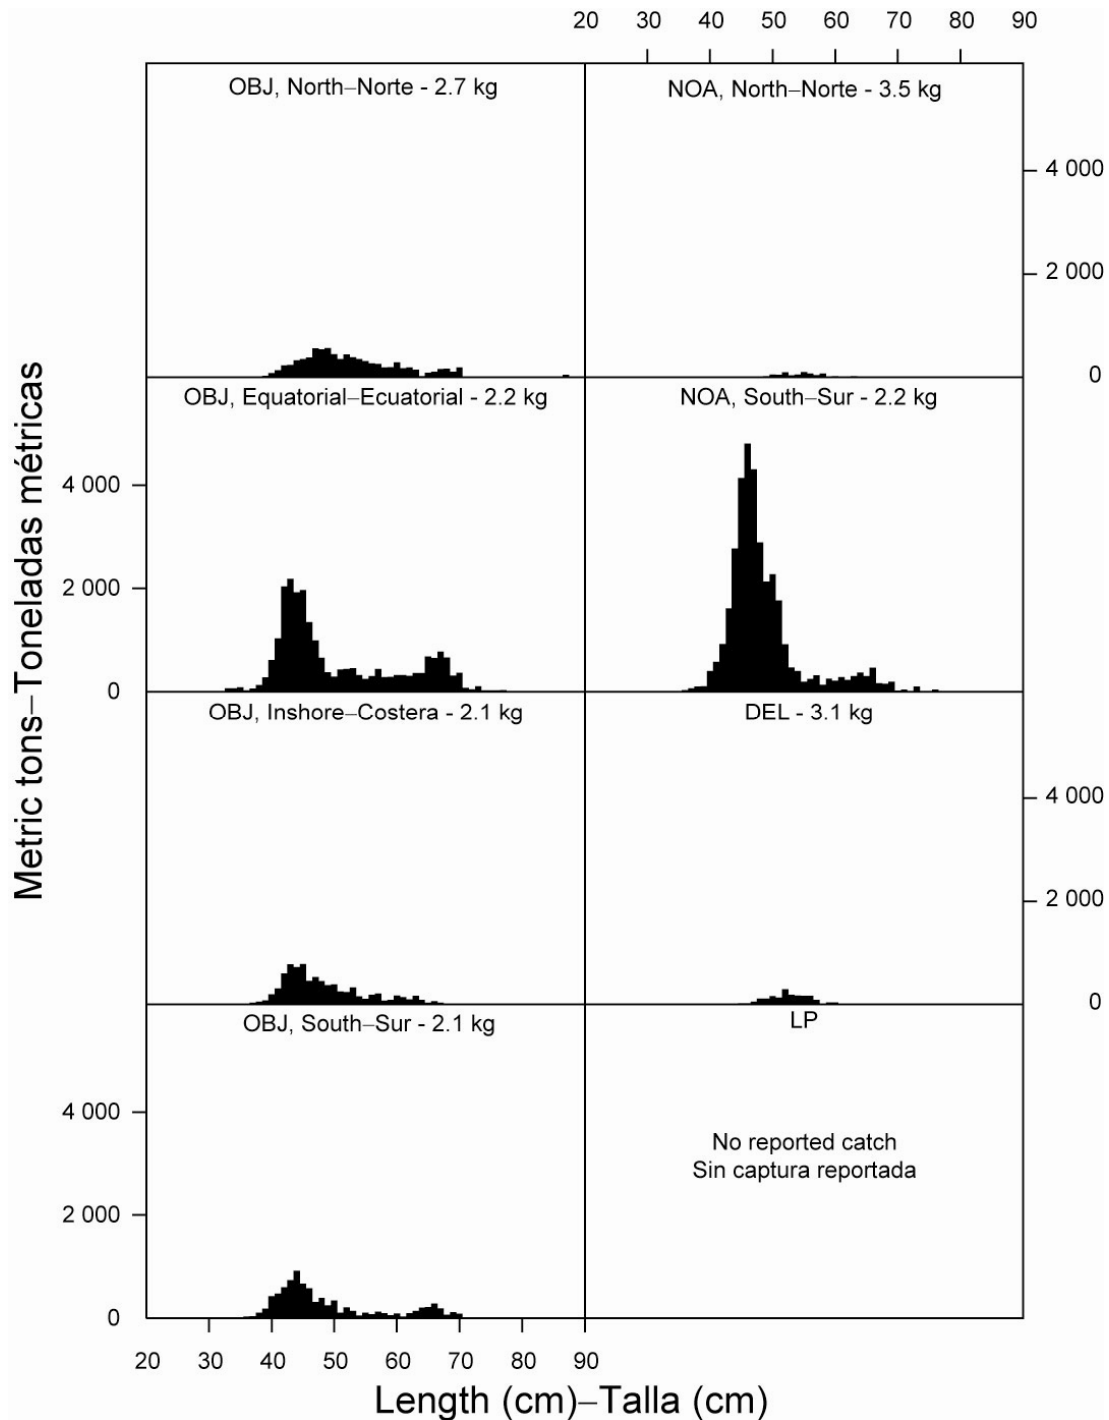 20 30 40 50 60 70 80 90
OBJ, North–Norte - 2.7 kg
NOA, North–Norte - 3.5 kg
4 000
2 000
0
OBJ, Equatorial–Ecuatorial - 2.2 kg
NOA, South–Sur - 2.2 kg
4 000
2 000
0
OBJ, Inshore–Costera - 2.1 kg
DEL - 3.1 kg
4 000
2 000
0
OBJ, South–Sur - 2.1 kg
LP
No reported catch
Sin captura reportada
4 000
2 000
0
20 30 40 50 60 70 80 90
Length (cm)–Talla (cm)
Metric tons–Toneladas métricas